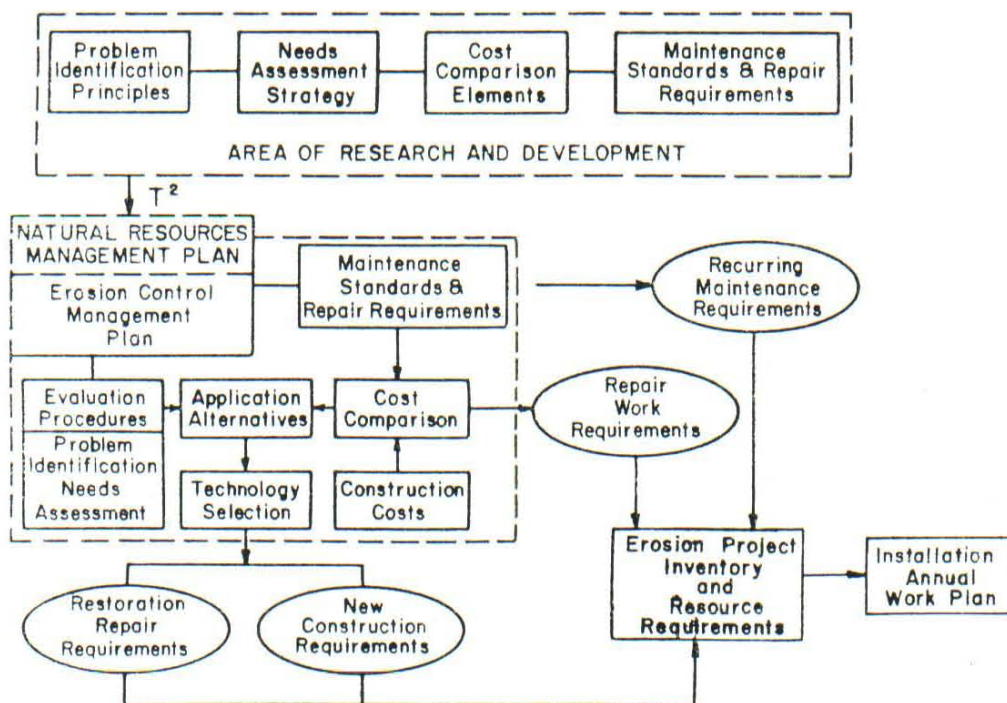 Problem
Identification
Principles
Needs
Assessment
Strategy
Cost
Comparison
Elements
Maintenance
Standards & Repair
Requirements
AREA OF RESEARCH AND DEVELOPMENT
T²
NATURAL RESOURCES
MANAGEMENT PLAN
Erosion Control
Management
Plan
Maintenance
Standards &
Repair Requirements
Recurring
Maintenance
Requirements
Evaluation
Procedures
Problem
Identification
Needs
Assessment
Application
Alternatives
Cost
Comparison
Repair
Work
Requirements
Technology
Selection
Construction
Costs
Erosion Project
Inventory
and
Resource
Requirements
Installation
Annual
Work Plan
Restoration
Repair
Requirements
New
Construction
Requirements